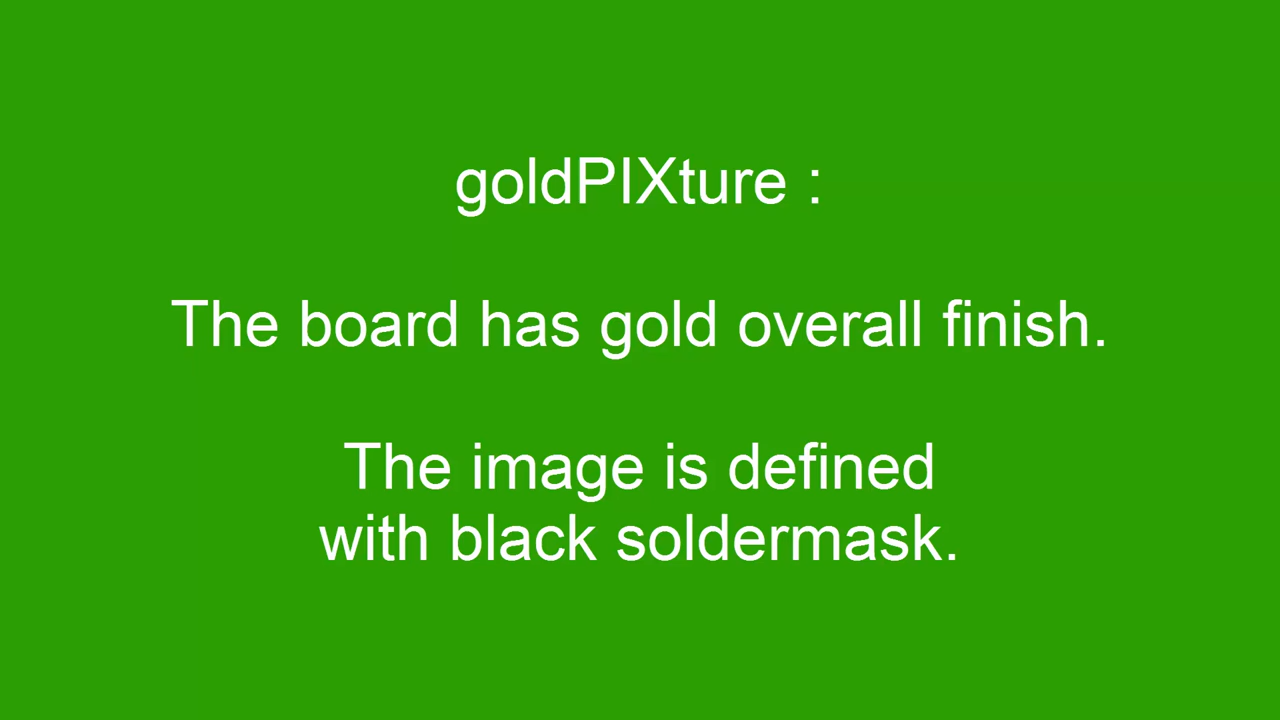 goldPIXture :
The board has gold overall finish.
The image is defined
with black soldermask.